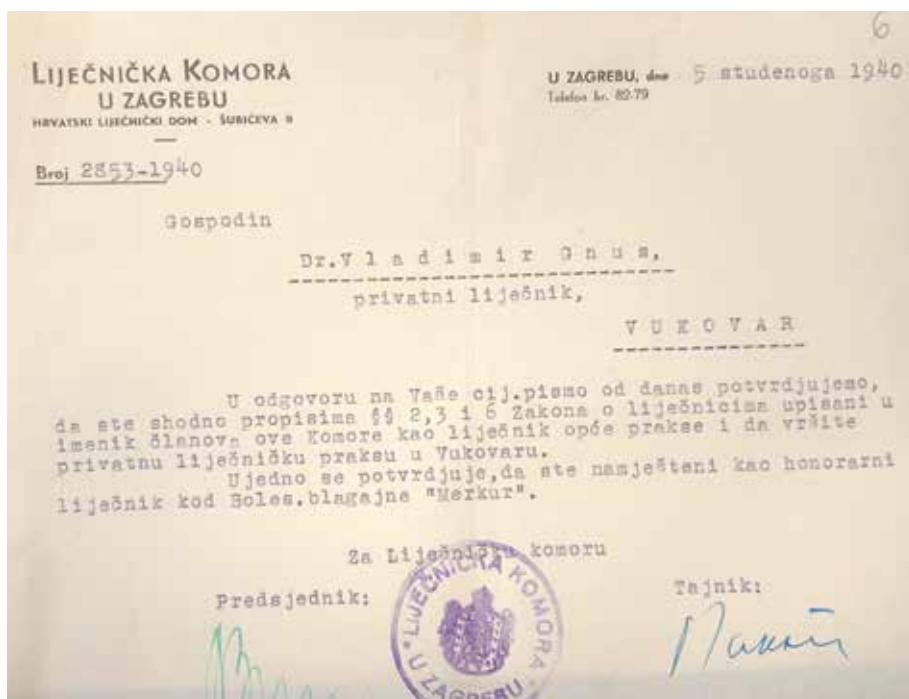 6
LIJEČNIČKA KOMORA
U ZAGREBU
HRVATSKI LIJEČNIČKI DOM - ŠUBIĆEVA 9
U ZAGREBU, dne 5 studenoga 1940
Telefon br. 82-79
Broj 2853-1940
Gospodin
Dr.Vladimir Gnus,
privatni liječnik,
VUKOVAR
U odgovoru na Vaše cij.pismo od danas potvrdjujemo,
da ste shodno propisima §§ 2,3 i 6 Zakona o liječnicima upisani u
imenik članova ove Komore kao liječnik opće prakse i da vršite
privatnu liječničku praksu u Vukovaru.
Ujedno se potvrdjuje,da ste namješteni kao honorarni
liječnik kod Boles.blagajne "Merkur".
Za Liječničku komoru
Predsjednik:
Tajnik:
LIJEČNIČKA KOMORA
U ZAGREBU